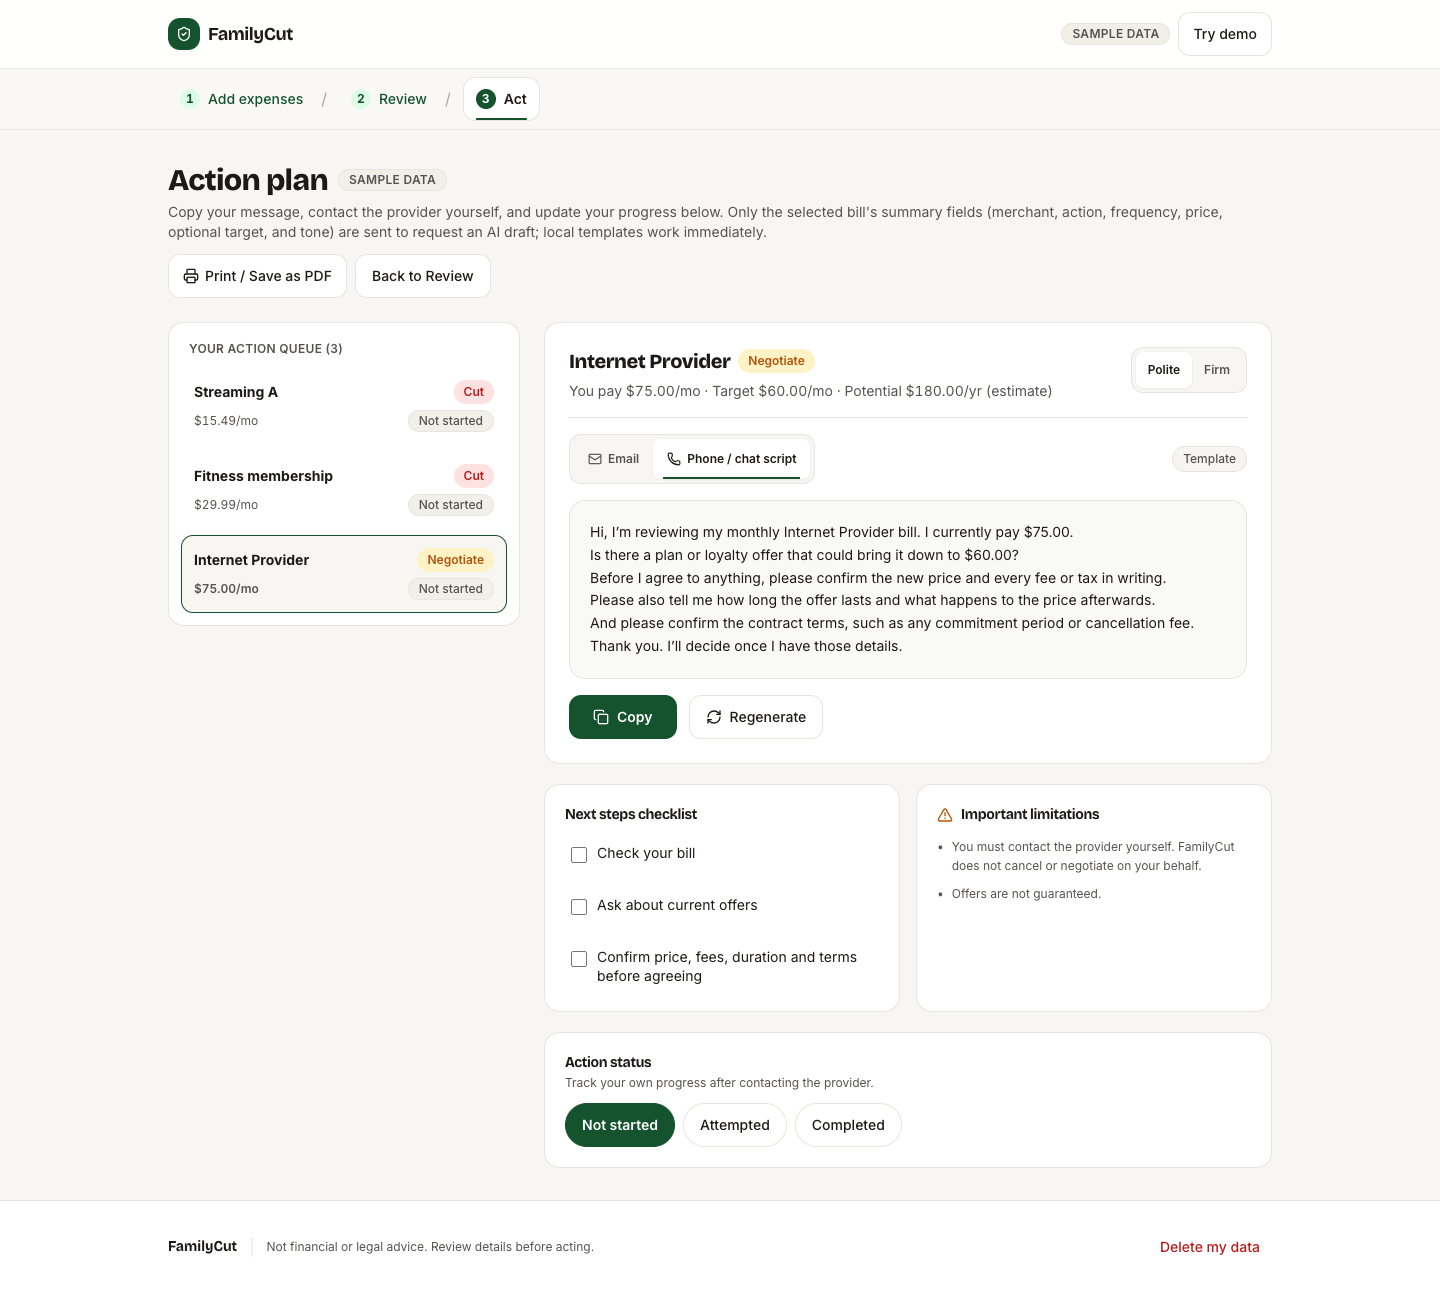 FamilyCut
SAMPLE DATA
Try demo
1 Add expenses / 2 Review / 3 Act
Action plan
SAMPLE DATA
Copy your message, contact the provider yourself, and update your progress below. Only the selected bill's summary fields (merchant, action, frequency, price,
optional target, and tone) are sent to request an AI draft; local templates work immediately.
Print / Save as PDF
Back to Review
YOUR ACTION QUEUE (3)
Streaming A
Cut
$15.49/mo
Not started
Fitness membership
Cut
$29.99/mo
Not started
Internet Provider
Negotiate
$75.00/mo
Not started
Internet Provider
Negotiate
Polite
Firm
You pay $75.00/mo · Target $60.00/mo · Potential $180.00/yr (estimate)
Email
Phone / chat script
Template
Hi, I’m reviewing my monthly Internet Provider bill. I currently pay $75.00.
Is there a plan or loyalty offer that could bring it down to $60.00?
Before I agree to anything, please confirm the new price and every fee or tax in writing.
Please also tell me how long the offer lasts and what happens to the price afterwards.
And please confirm the contract terms, such as any commitment period or cancellation fee.
Thank you. I’ll decide once I have those details.
Copy
Regenerate
Next steps checklist
Check your bill
Ask about current offers
Confirm price, fees, duration and terms
before agreeing
Important limitations
• You must contact the provider yourself. FamilyCut
does not cancel or negotiate on your behalf.
• Offers are not guaranteed.
Action status
Track your own progress after contacting the provider.
Not started
Attempted
Completed
FamilyCut
Not financial or legal advice. Review details before acting.
Delete my data